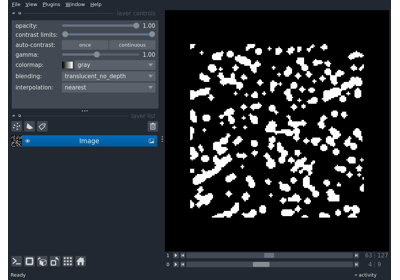 File View Plugins Window Help
layer controls
opacity: 1.00
contrast limits:
auto-contrast: once continuous
gamma: 1.00
colormap: gray
blending: translucent_no_depth
interpolation: nearest
layer list
Image
1 63 127
0 4 9
Ready activity